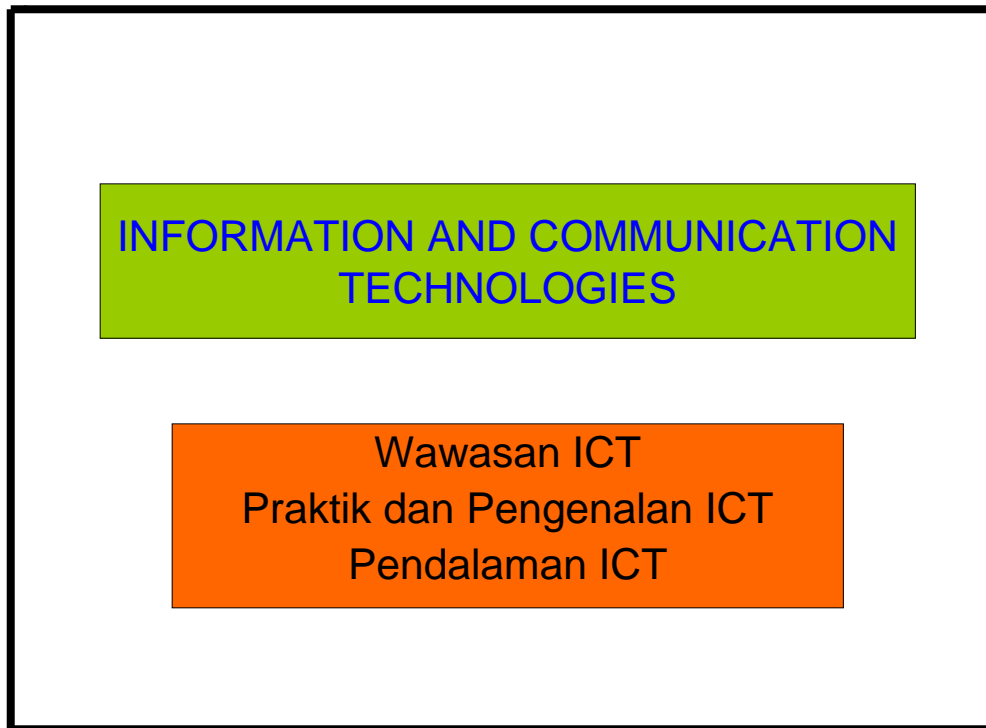 INFORMATION AND COMMUNICATION
TECHNOLOGIES
Wawasan ICT
Praktik dan Pengenalan ICT
Pendalaman ICT